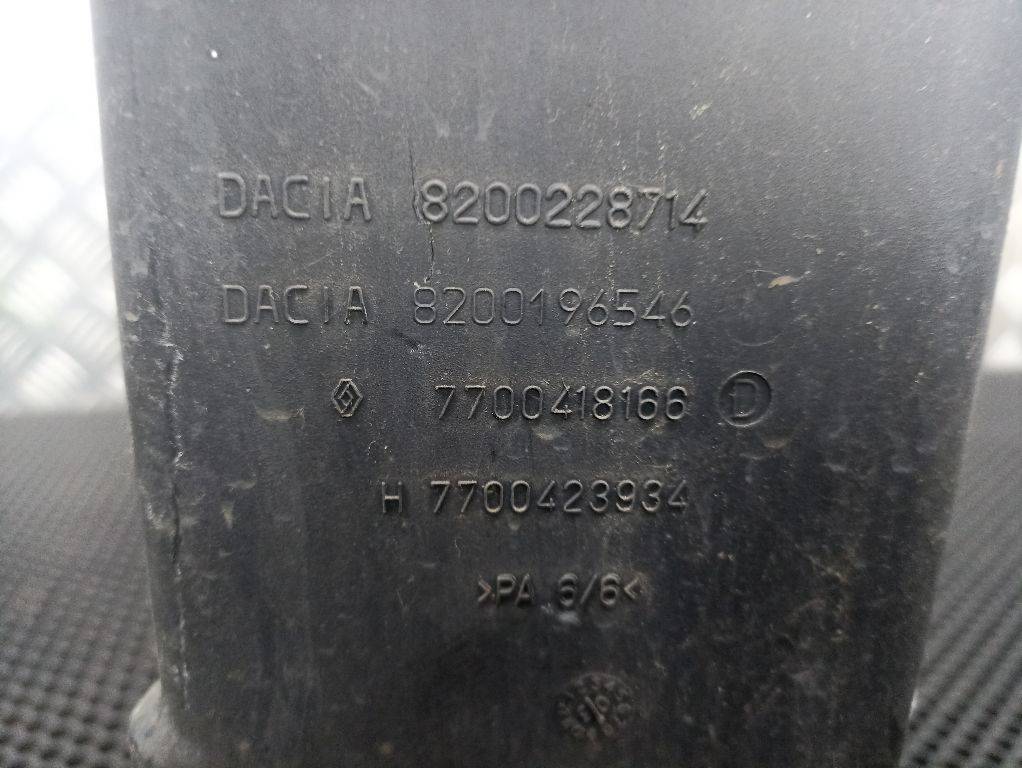 DACIA 8200228714
DACIA 8200196546
7700418166 D
H 7700423934
>PA 6/6<